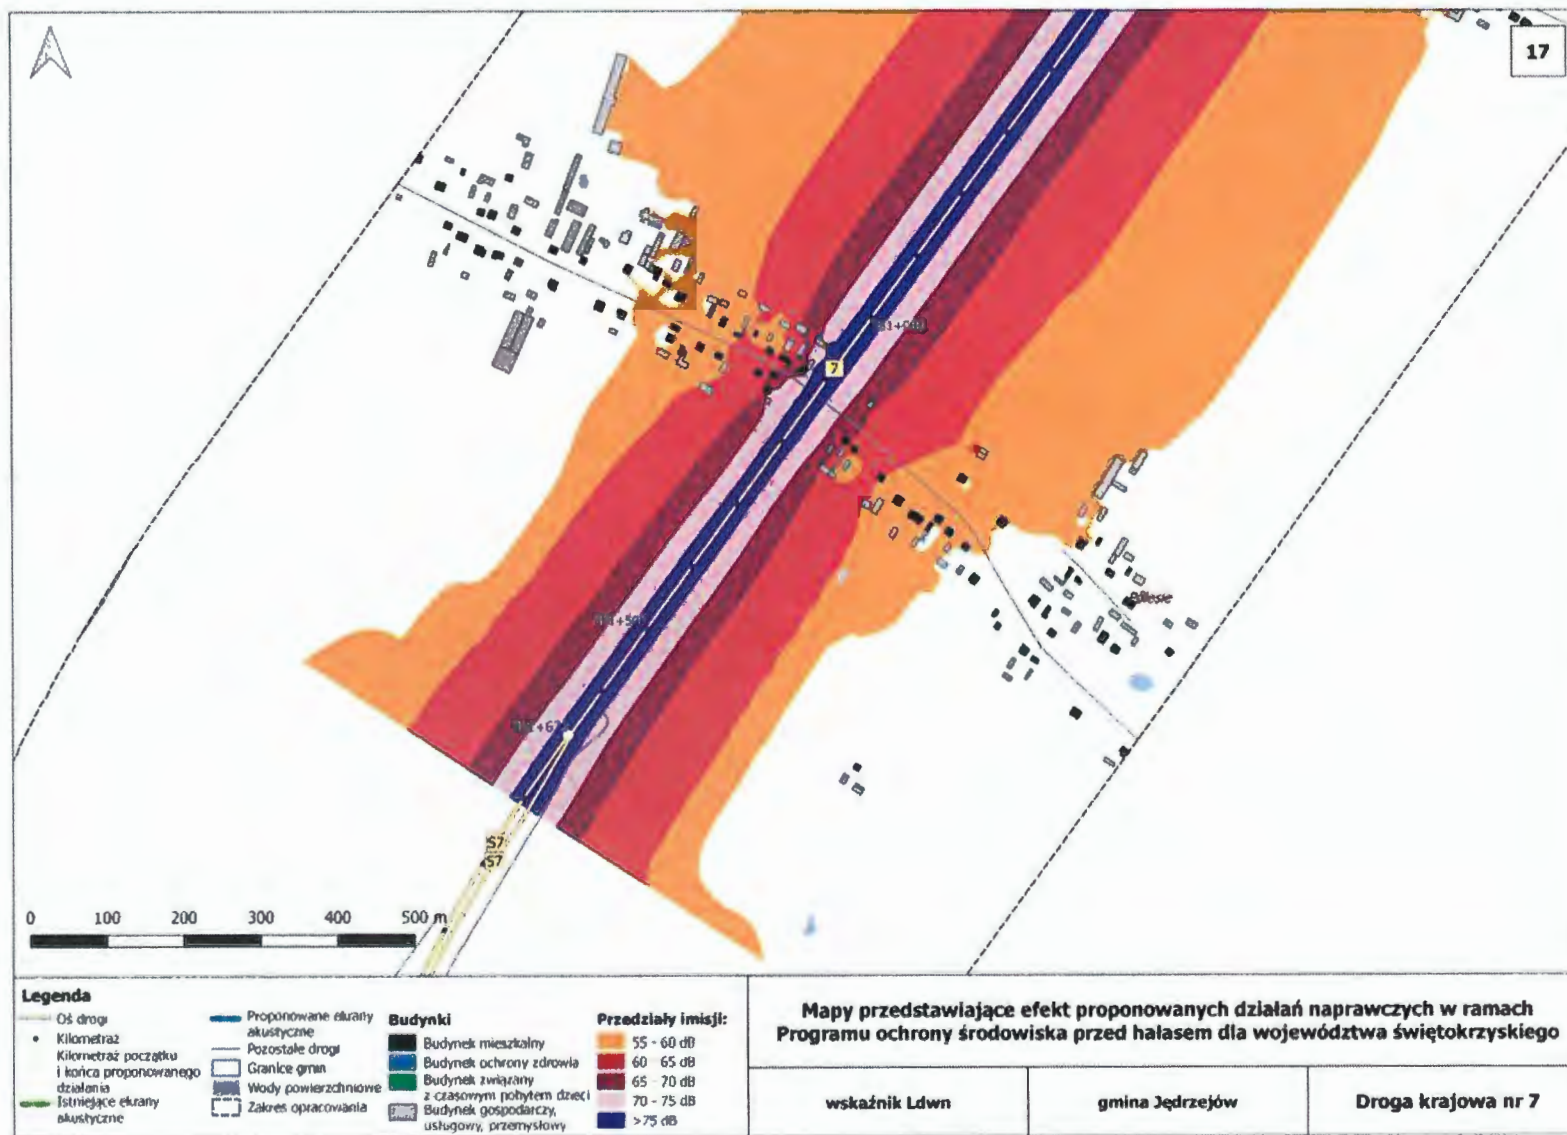 17
7
S7
S7
0 100 200 300 400 500 m
Legenda
Oś drogi
Kilometraż
Kilometraż początku
i końca proponowanego
działania
Istniejące ekrany
akustyczne
Proponowane ekrany
akustyczne
Pozostałe drogi
Granice gmin
Wody powierzchniowe
Zakres opracowania
Budynki
Budynek mieszkalny
Budynek ochrony zdrowia
Budynek związany
z czasowym pobytem dzieci
Budynek gospodarczy,
usługowy, przemysłowy
Przedziały imisji:
55 - 60 dB
60 - 65 dB
65 - 70 dB
70 - 75 dB
>75 dB
Mapy przedstawiające efekt proponowanych działań naprawczych w ramach
Programu ochrony środowiska przed hałasem dla województwa świętokrzyskiego
wskaźnik Ldwn
gmina Jędrzejów
Droga krajowa nr 7